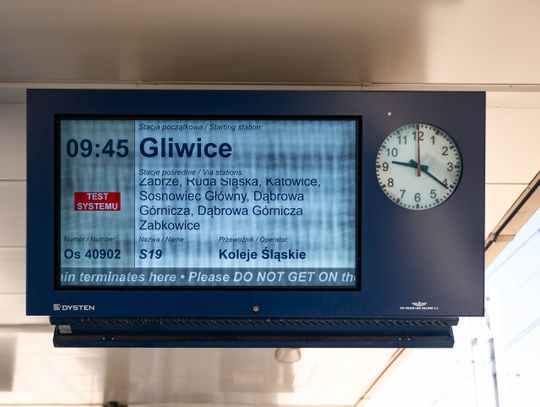 Stacja początkowa / Starting station:
09:45 Gliwice
Stacje pośrednie / Via stations:
Zabrze, Ruda Śląska, Katowice,
TEST
SYSTEMU
Sosnowiec Główny, Dąbrowa
Górnicza, Dąbrowa Górnicza
Ząbkowice
Numer / Number: Nazwa / Name: Przewoźnik / Operator:
Os 40902 S19 Koleje Śląskie
ain terminates here • Please DO NOT GET ON the
DYSTEN
12
1
2
3
4
5
6
7
8
9
10
11